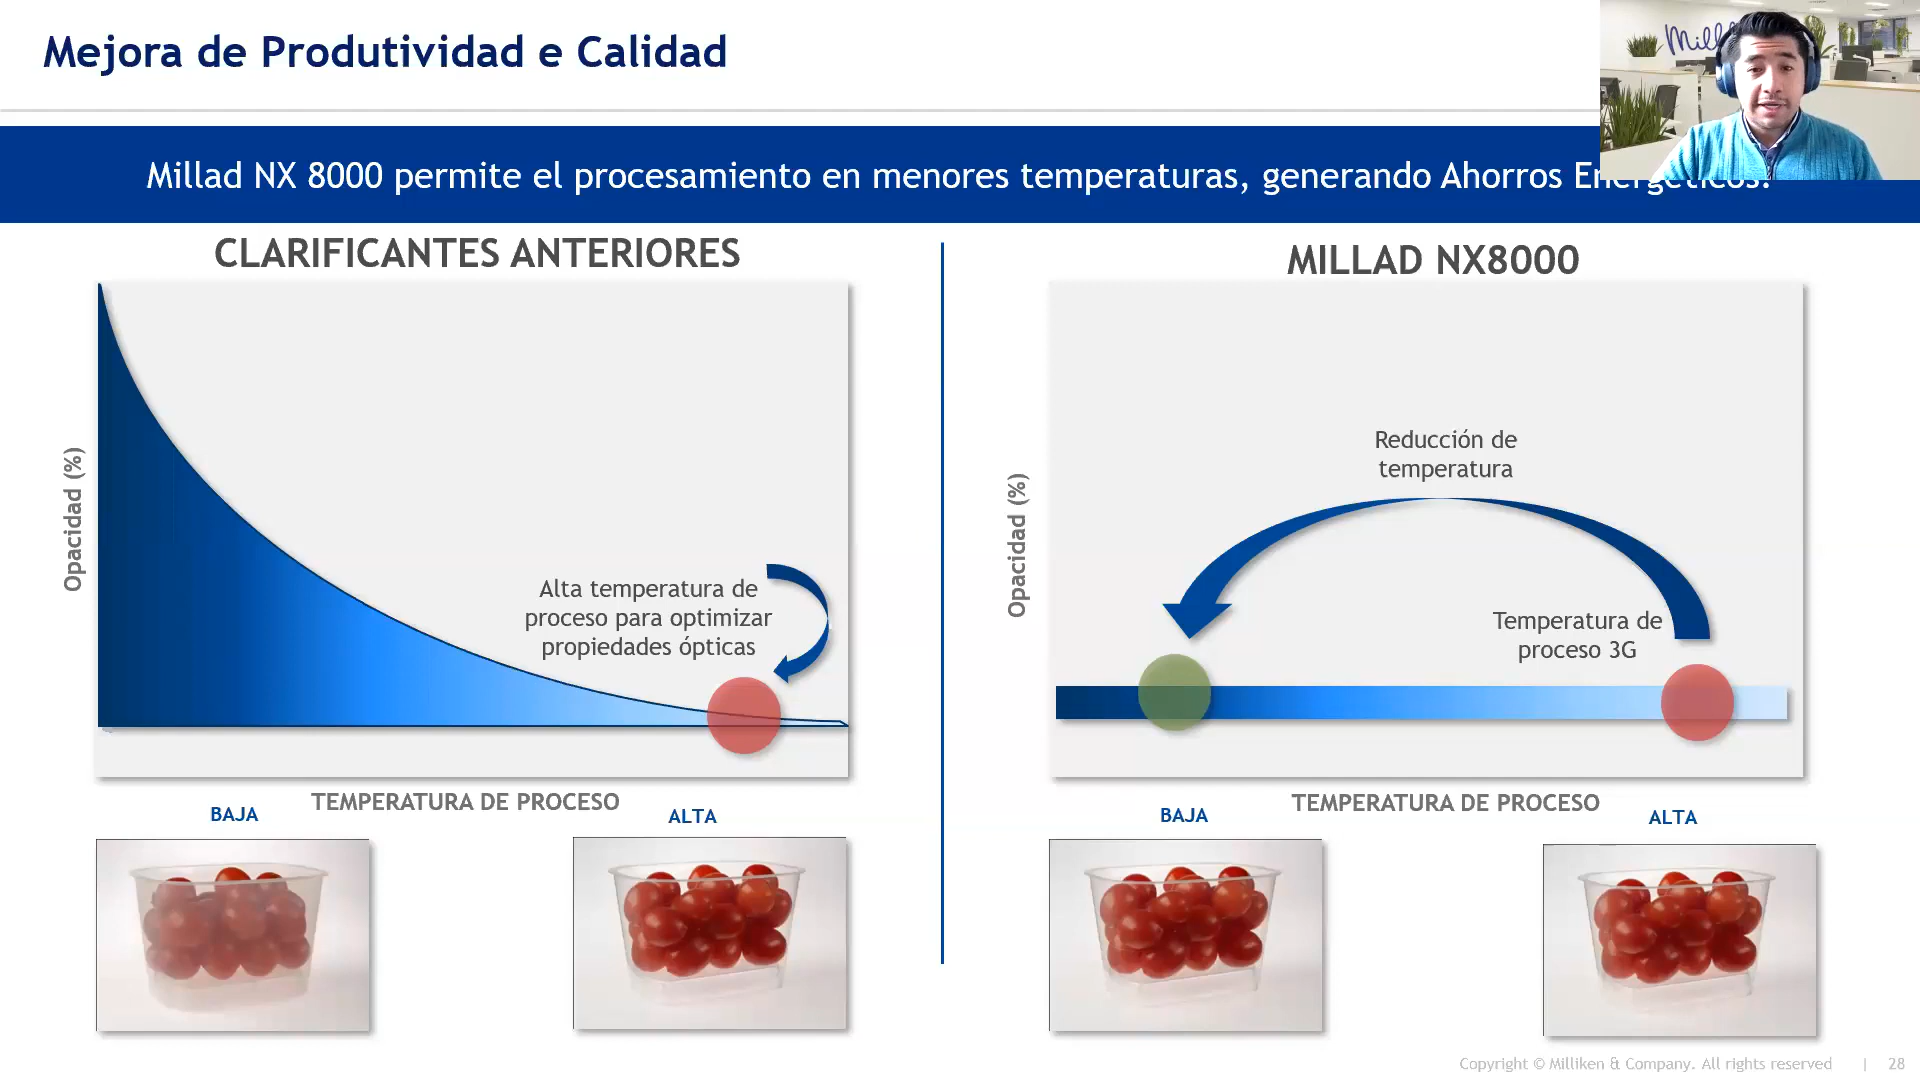 Mejora de Produtividad e Calidad
Mill
Millad NX 8000 permite el procesamiento en menores temperaturas, generando Ahorros Energéticos.
CLARIFICANTES ANTERIORES
Opacidad (%)
Alta temperatura de
proceso para optimizar
propiedades ópticas
TEMPERATURA DE PROCESO
BAJA
ALTA
MILLAD NX8000
Opacidad (%)
Reducción de
temperatura
Temperatura de
proceso 3G
TEMPERATURA DE PROCESO
BAJA
ALTA
Copyright © Milliken & Company. All rights reserved | 28